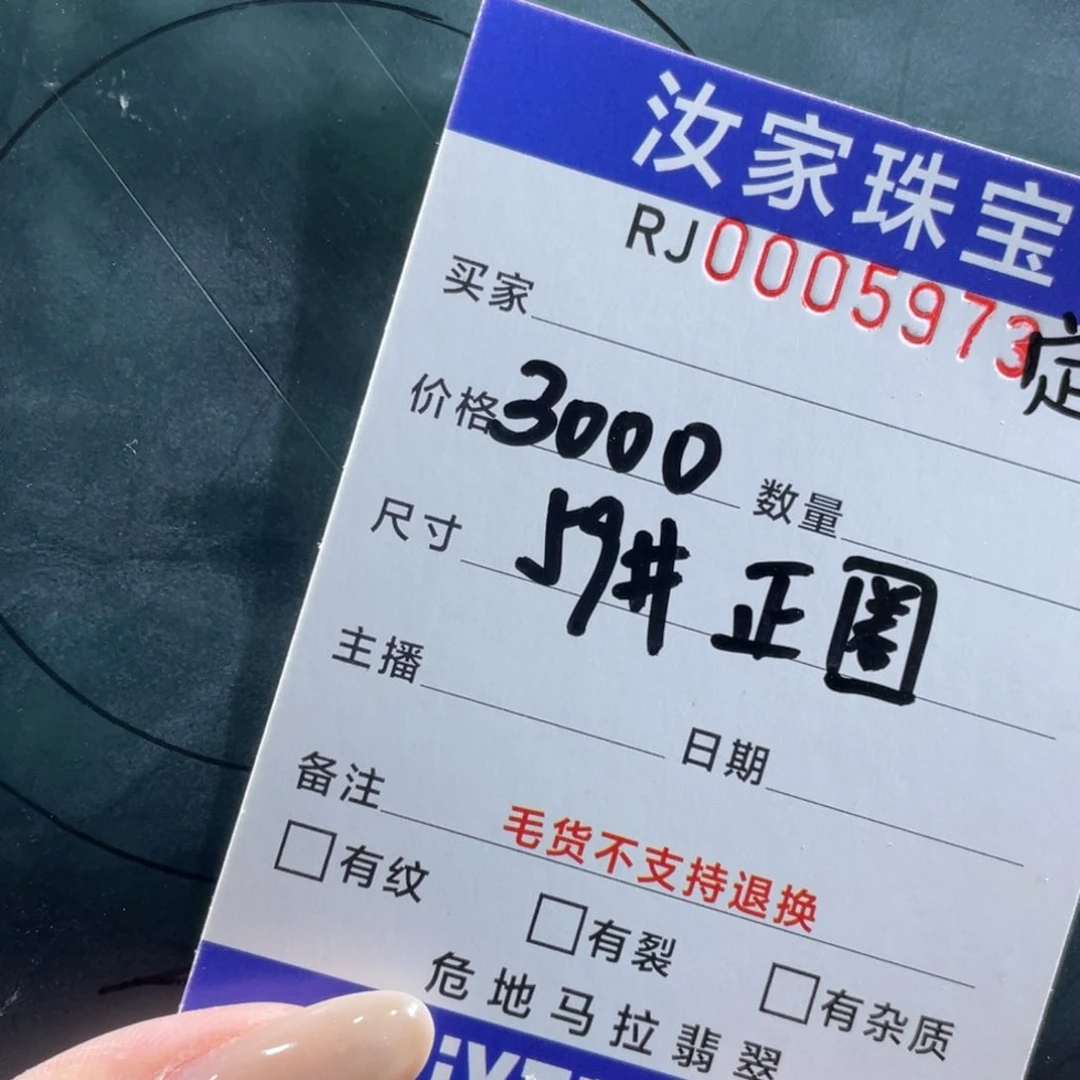 汝家珠宝
RJ0005973
定
买家
价格3000 数量
尺寸 59# 正圈
主播 日期
备注 毛货不支持退换
□有纹 □有裂 □有杂质
危地马拉翡翠